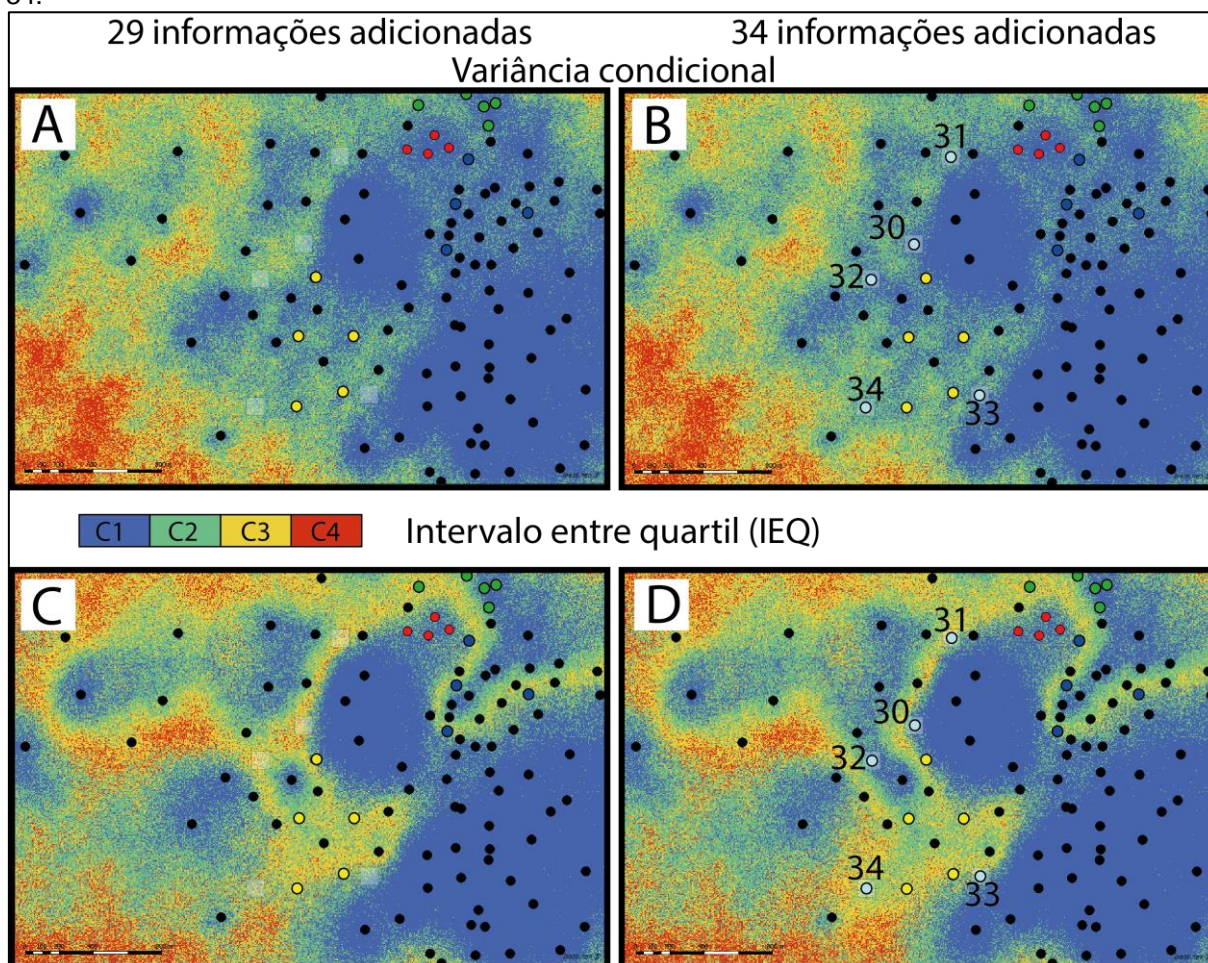 29 informações adicionadas 34 informações adicionadas
Variância condicional
A B
31
30
32
34
33
C1 C2 C3 C4 Intervalo entre quartil (IEQ)
C D
31
30
32
34
33